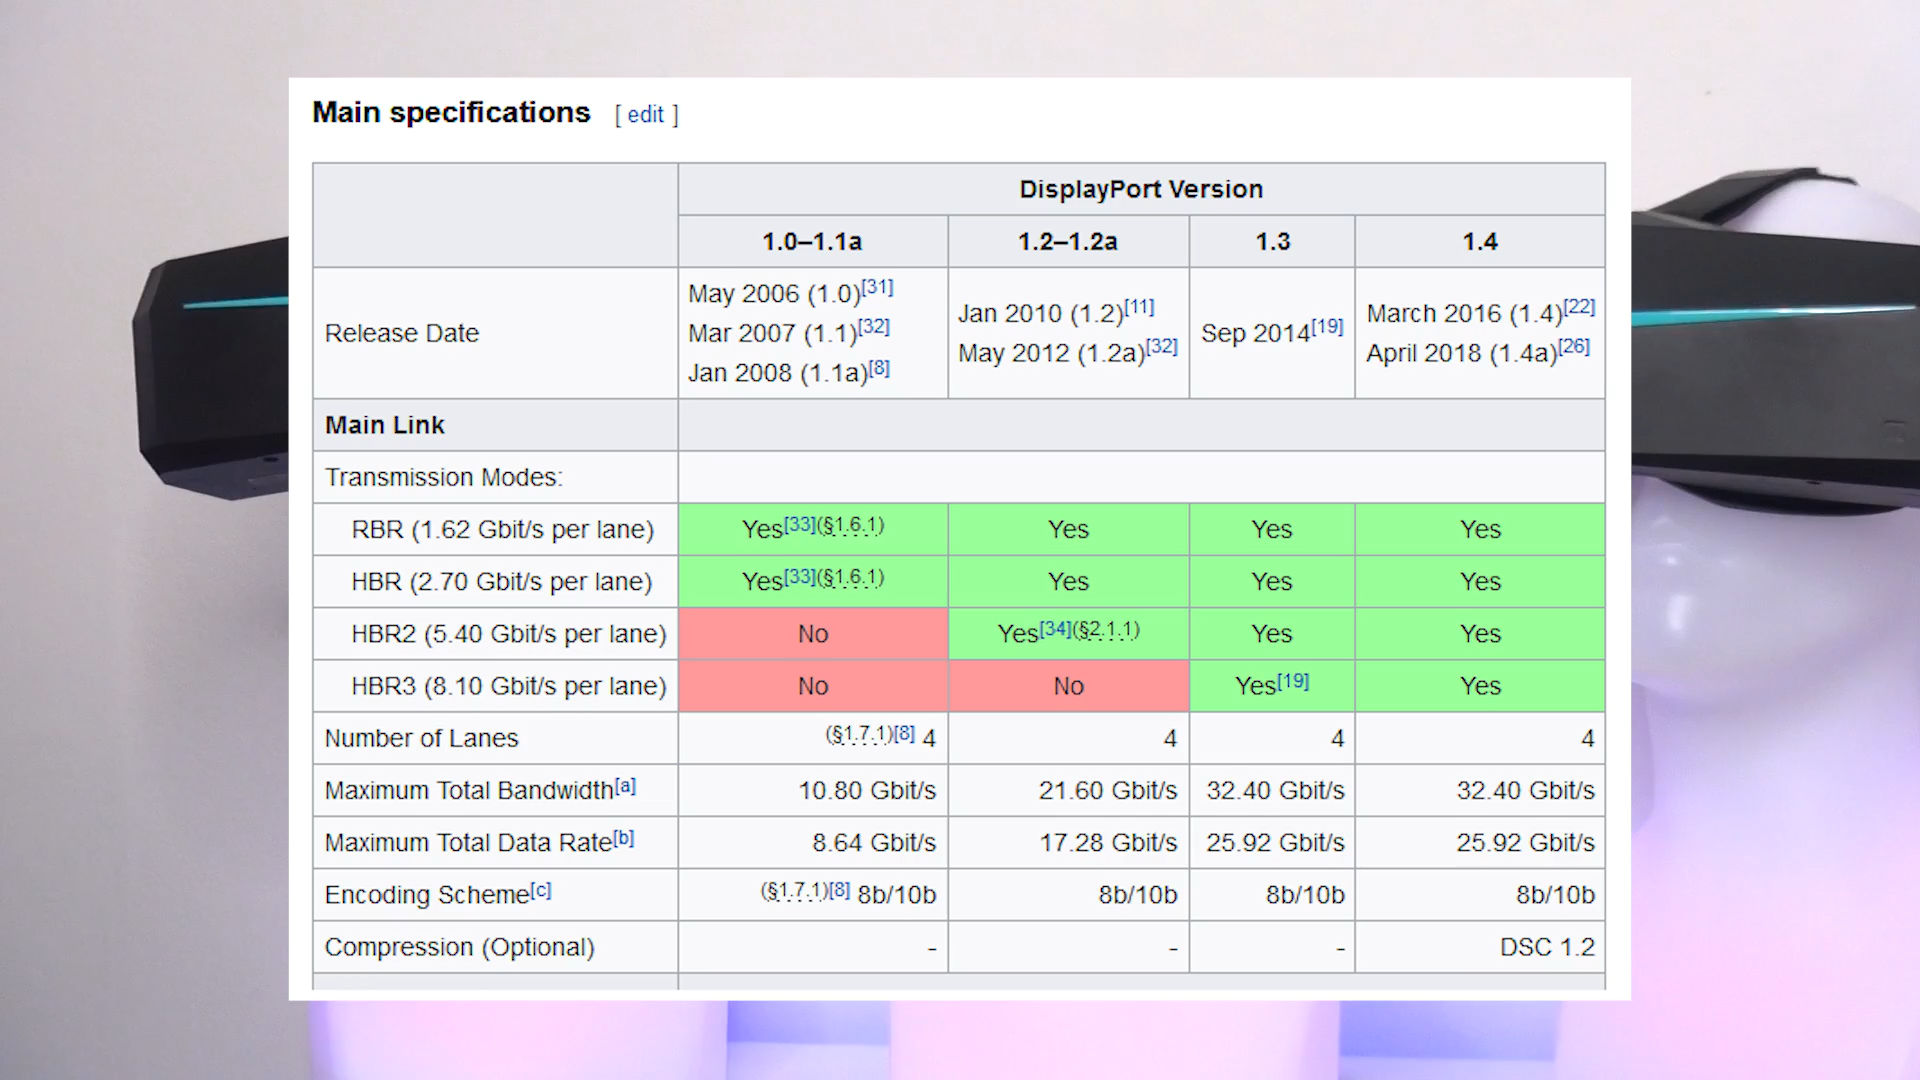 Main specifications [ edit ]
DisplayPort Version
1.0–1.1a 1.2–1.2a 1.3 1.4
Release Date
May 2006 (1.0)[31]
Mar 2007 (1.1)[32]
Jan 2008 (1.1a)[8]
Jan 2010 (1.2)[11]
May 2012 (1.2a)[32]
Sep 2014[19]
March 2016 (1.4)[22]
April 2018 (1.4a)[26]
Main Link
Transmission Modes:
RBR (1.62 Gbit/s per lane) Yes[33](§1.6.1) Yes Yes Yes
HBR (2.70 Gbit/s per lane) Yes[33](§1.6.1) Yes Yes Yes
HBR2 (5.40 Gbit/s per lane) No Yes[34](§2.1.1) Yes Yes
HBR3 (8.10 Gbit/s per lane) No No Yes[19] Yes
Number of Lanes (§1.7.1)[8] 4 4 4 4
Maximum Total Bandwidth[a] 10.80 Gbit/s 21.60 Gbit/s 32.40 Gbit/s 32.40 Gbit/s
Maximum Total Data Rate[b] 8.64 Gbit/s 17.28 Gbit/s 25.92 Gbit/s 25.92 Gbit/s
Encoding Scheme[c] (§1.7.1)[8] 8b/10b 8b/10b 8b/10b 8b/10b
Compression (Optional) - - - DSC 1.2